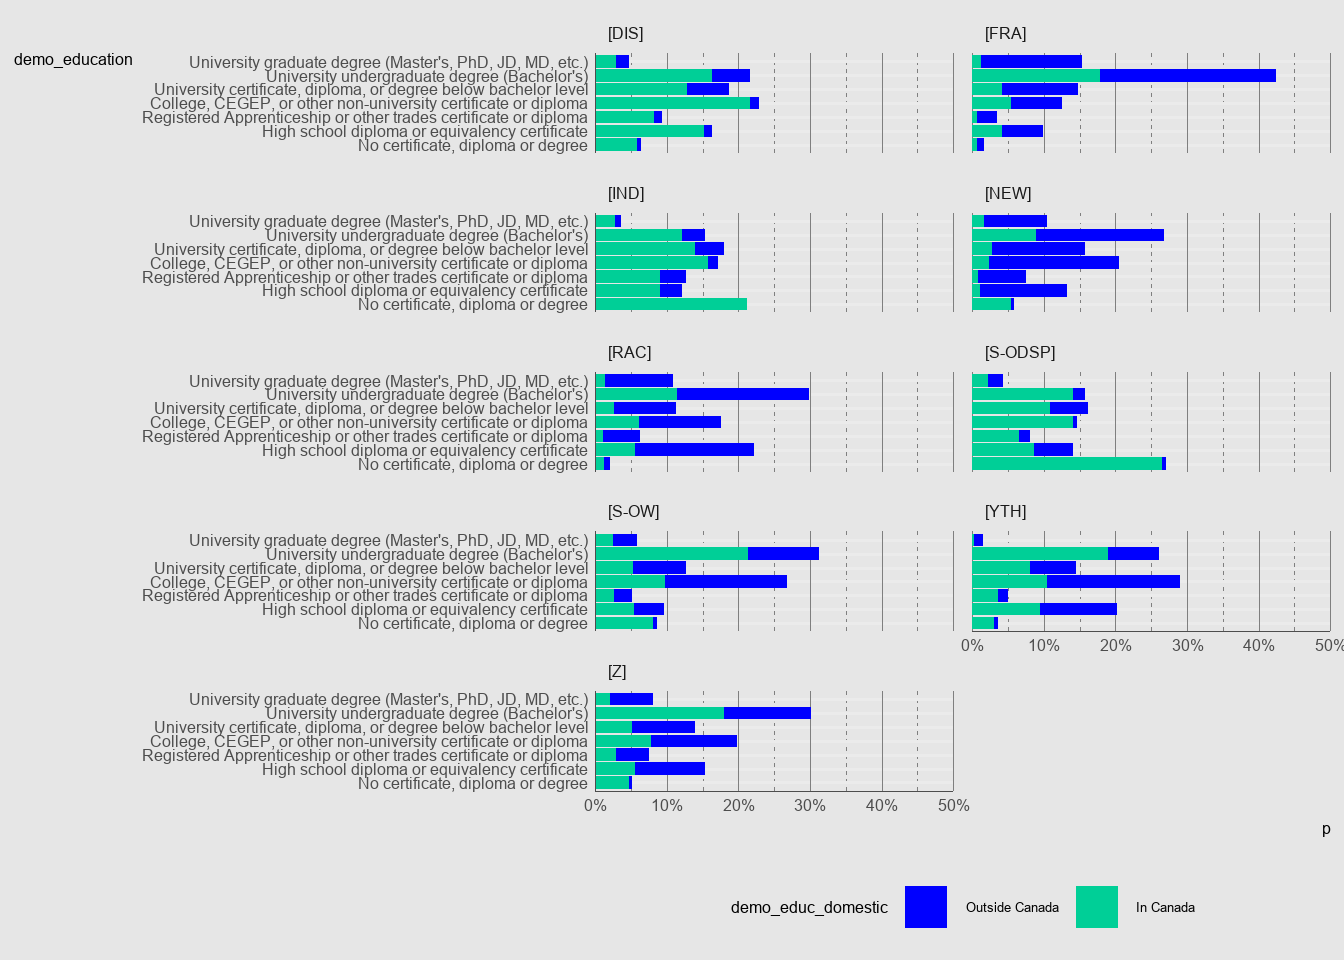 [DIS]
[FRA]
demo_education
University graduate degree (Master's, PhD, JD, MD, etc.)
University undergraduate degree (Bachelor's)
University certificate, diploma, or degree below bachelor level
College, CEGEP, or other non-university certificate or diploma
Registered Apprenticeship or other trades certificate or diploma
High school diploma or equivalency certificate
No certificate, diploma or degree
[IND]
[NEW]
University graduate degree (Master's, PhD, JD, MD, etc.)
University undergraduate degree (Bachelor's)
University certificate, diploma, or degree below bachelor level
College, CEGEP, or other non-university certificate or diploma
Registered Apprenticeship or other trades certificate or diploma
High school diploma or equivalency certificate
No certificate, diploma or degree
[RAC]
[S-ODSP]
University graduate degree (Master's, PhD, JD, MD, etc.)
University undergraduate degree (Bachelor's)
University certificate, diploma, or degree below bachelor level
College, CEGEP, or other non-university certificate or diploma
Registered Apprenticeship or other trades certificate or diploma
High school diploma or equivalency certificate
No certificate, diploma or degree
[S-OW]
[YTH]
University graduate degree (Master's, PhD, JD, MD, etc.)
University undergraduate degree (Bachelor's)
University certificate, diploma, or degree below bachelor level
College, CEGEP, or other non-university certificate or diploma
Registered Apprenticeship or other trades certificate or diploma
High school diploma or equivalency certificate
No certificate, diploma or degree
0% 10% 20% 30% 40% 50%
[Z]
University graduate degree (Master's, PhD, JD, MD, etc.)
University undergraduate degree (Bachelor's)
University certificate, diploma, or degree below bachelor level
College, CEGEP, or other non-university certificate or diploma
Registered Apprenticeship or other trades certificate or diploma
High school diploma or equivalency certificate
No certificate, diploma or degree
0% 10% 20% 30% 40% 50%
p
demo_educ_domestic
Outside Canada
In Canada